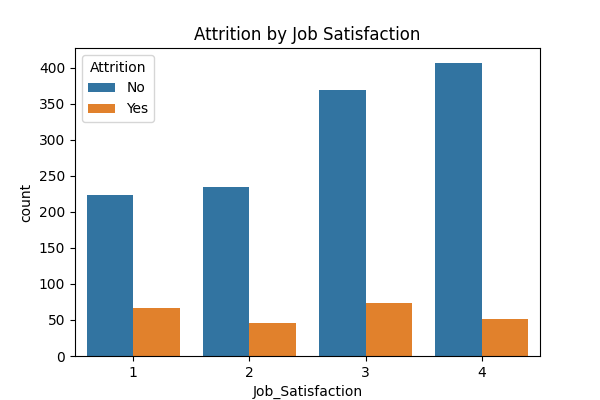 Attrition by Job Satisfaction
Attrition
No
Yes
400
350
300
250
200
150
100
50
0
count
1 2 3 4
Job_Satisfaction